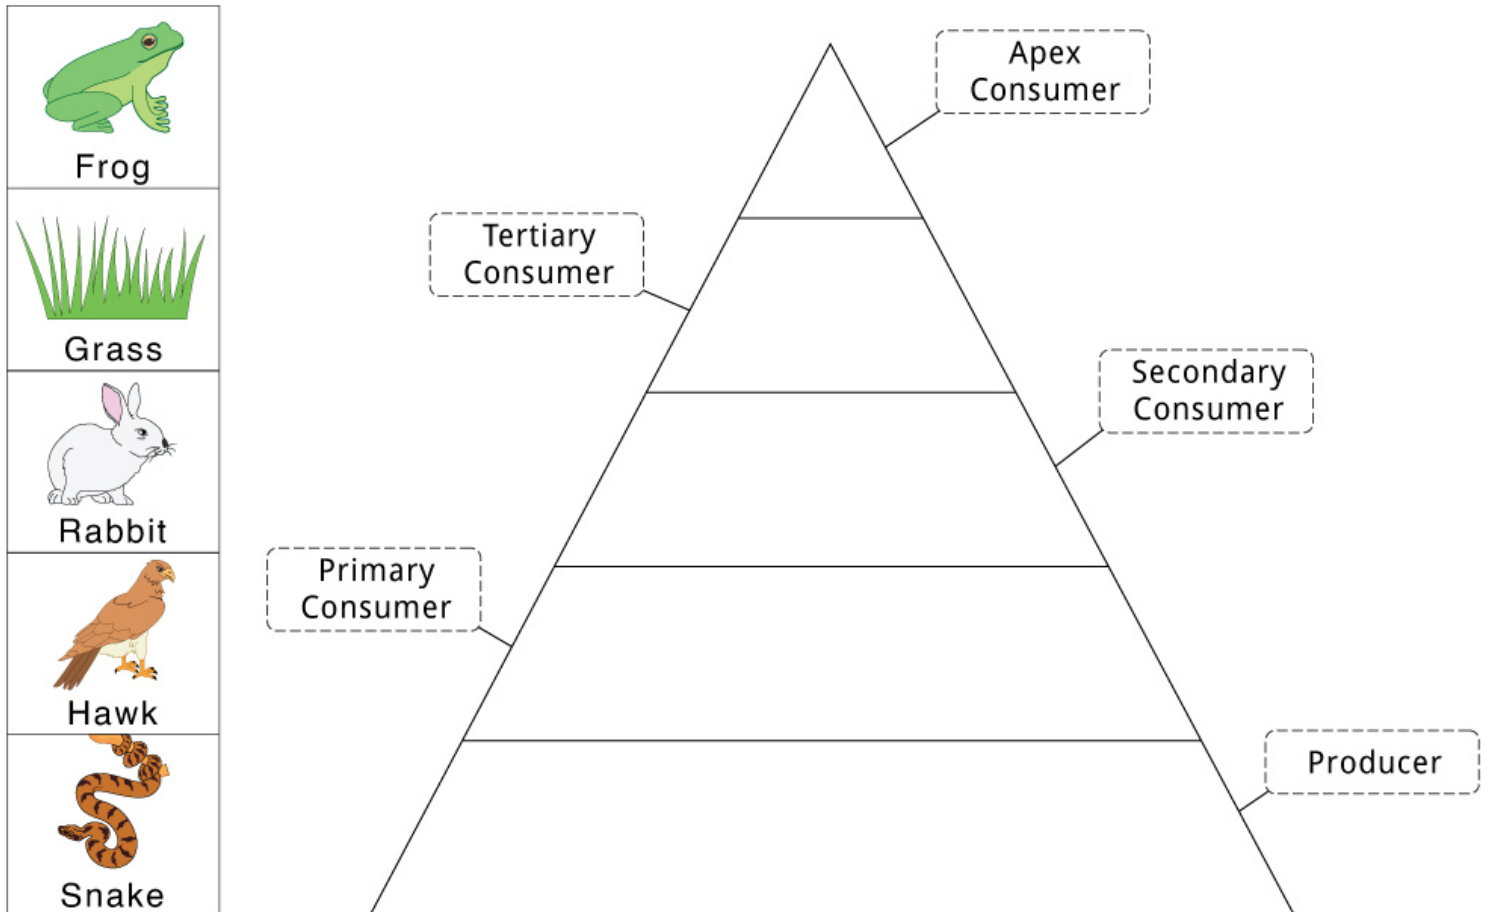 Frog
Grass
Rabbit
Hawk
Snake
Apex
Consumer
Tertiary
Consumer
Secondary
Consumer
Primary
Consumer
Producer